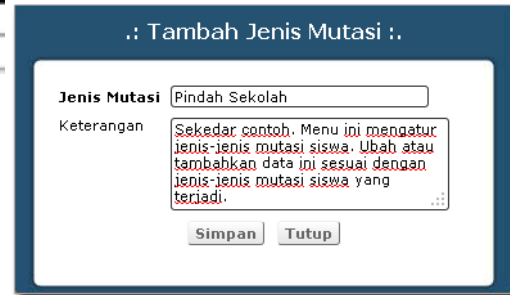 .: Tambah Jenis Mutasi :.
Jenis Mutasi Pindah Sekolah
Keterangan
Sekedar contoh. Menu ini mengatur
jenis-jenis mutasi siswa. Ubah atau
tambahkan data ini sesuai dengan
jenis-jenis mutasi siswa yang
terjadi.
Simpan Tutup